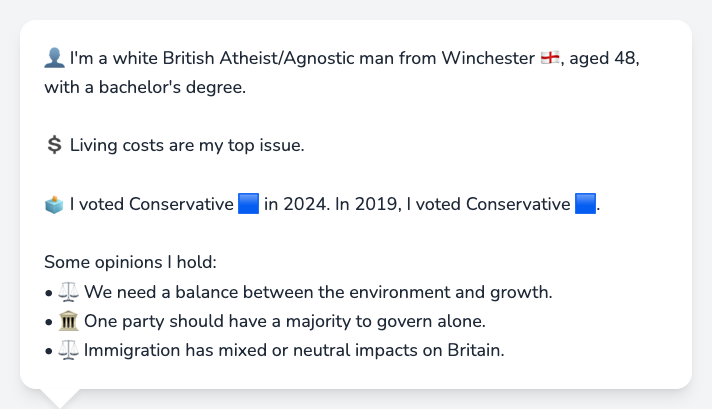 👤 I'm a white British Atheist/Agnostic man from Winchester 🏴󠁧󠁢󠁥󠁮󠁧󠁿, aged 48,
with a bachelor's degree.
💲 Living costs are my top issue.
🗳️ I voted Conservative 🟦 in 2024. In 2019, I voted Conservative 🟦.
Some opinions I hold:
• ⚖️ We need a balance between the environment and growth.
• 🏛️ One party should have a majority to govern alone.
• ⚖️ Immigration has mixed or neutral impacts on Britain.